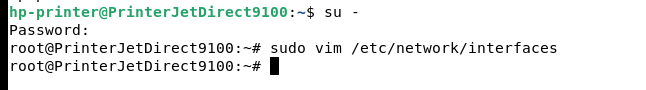 hp-printer@PrinterJetDirect9100:~$ su -
Password:
root@PrinterJetDirect9100:~# sudo vim /etc/network/interfaces
root@PrinterJetDirect9100:~#